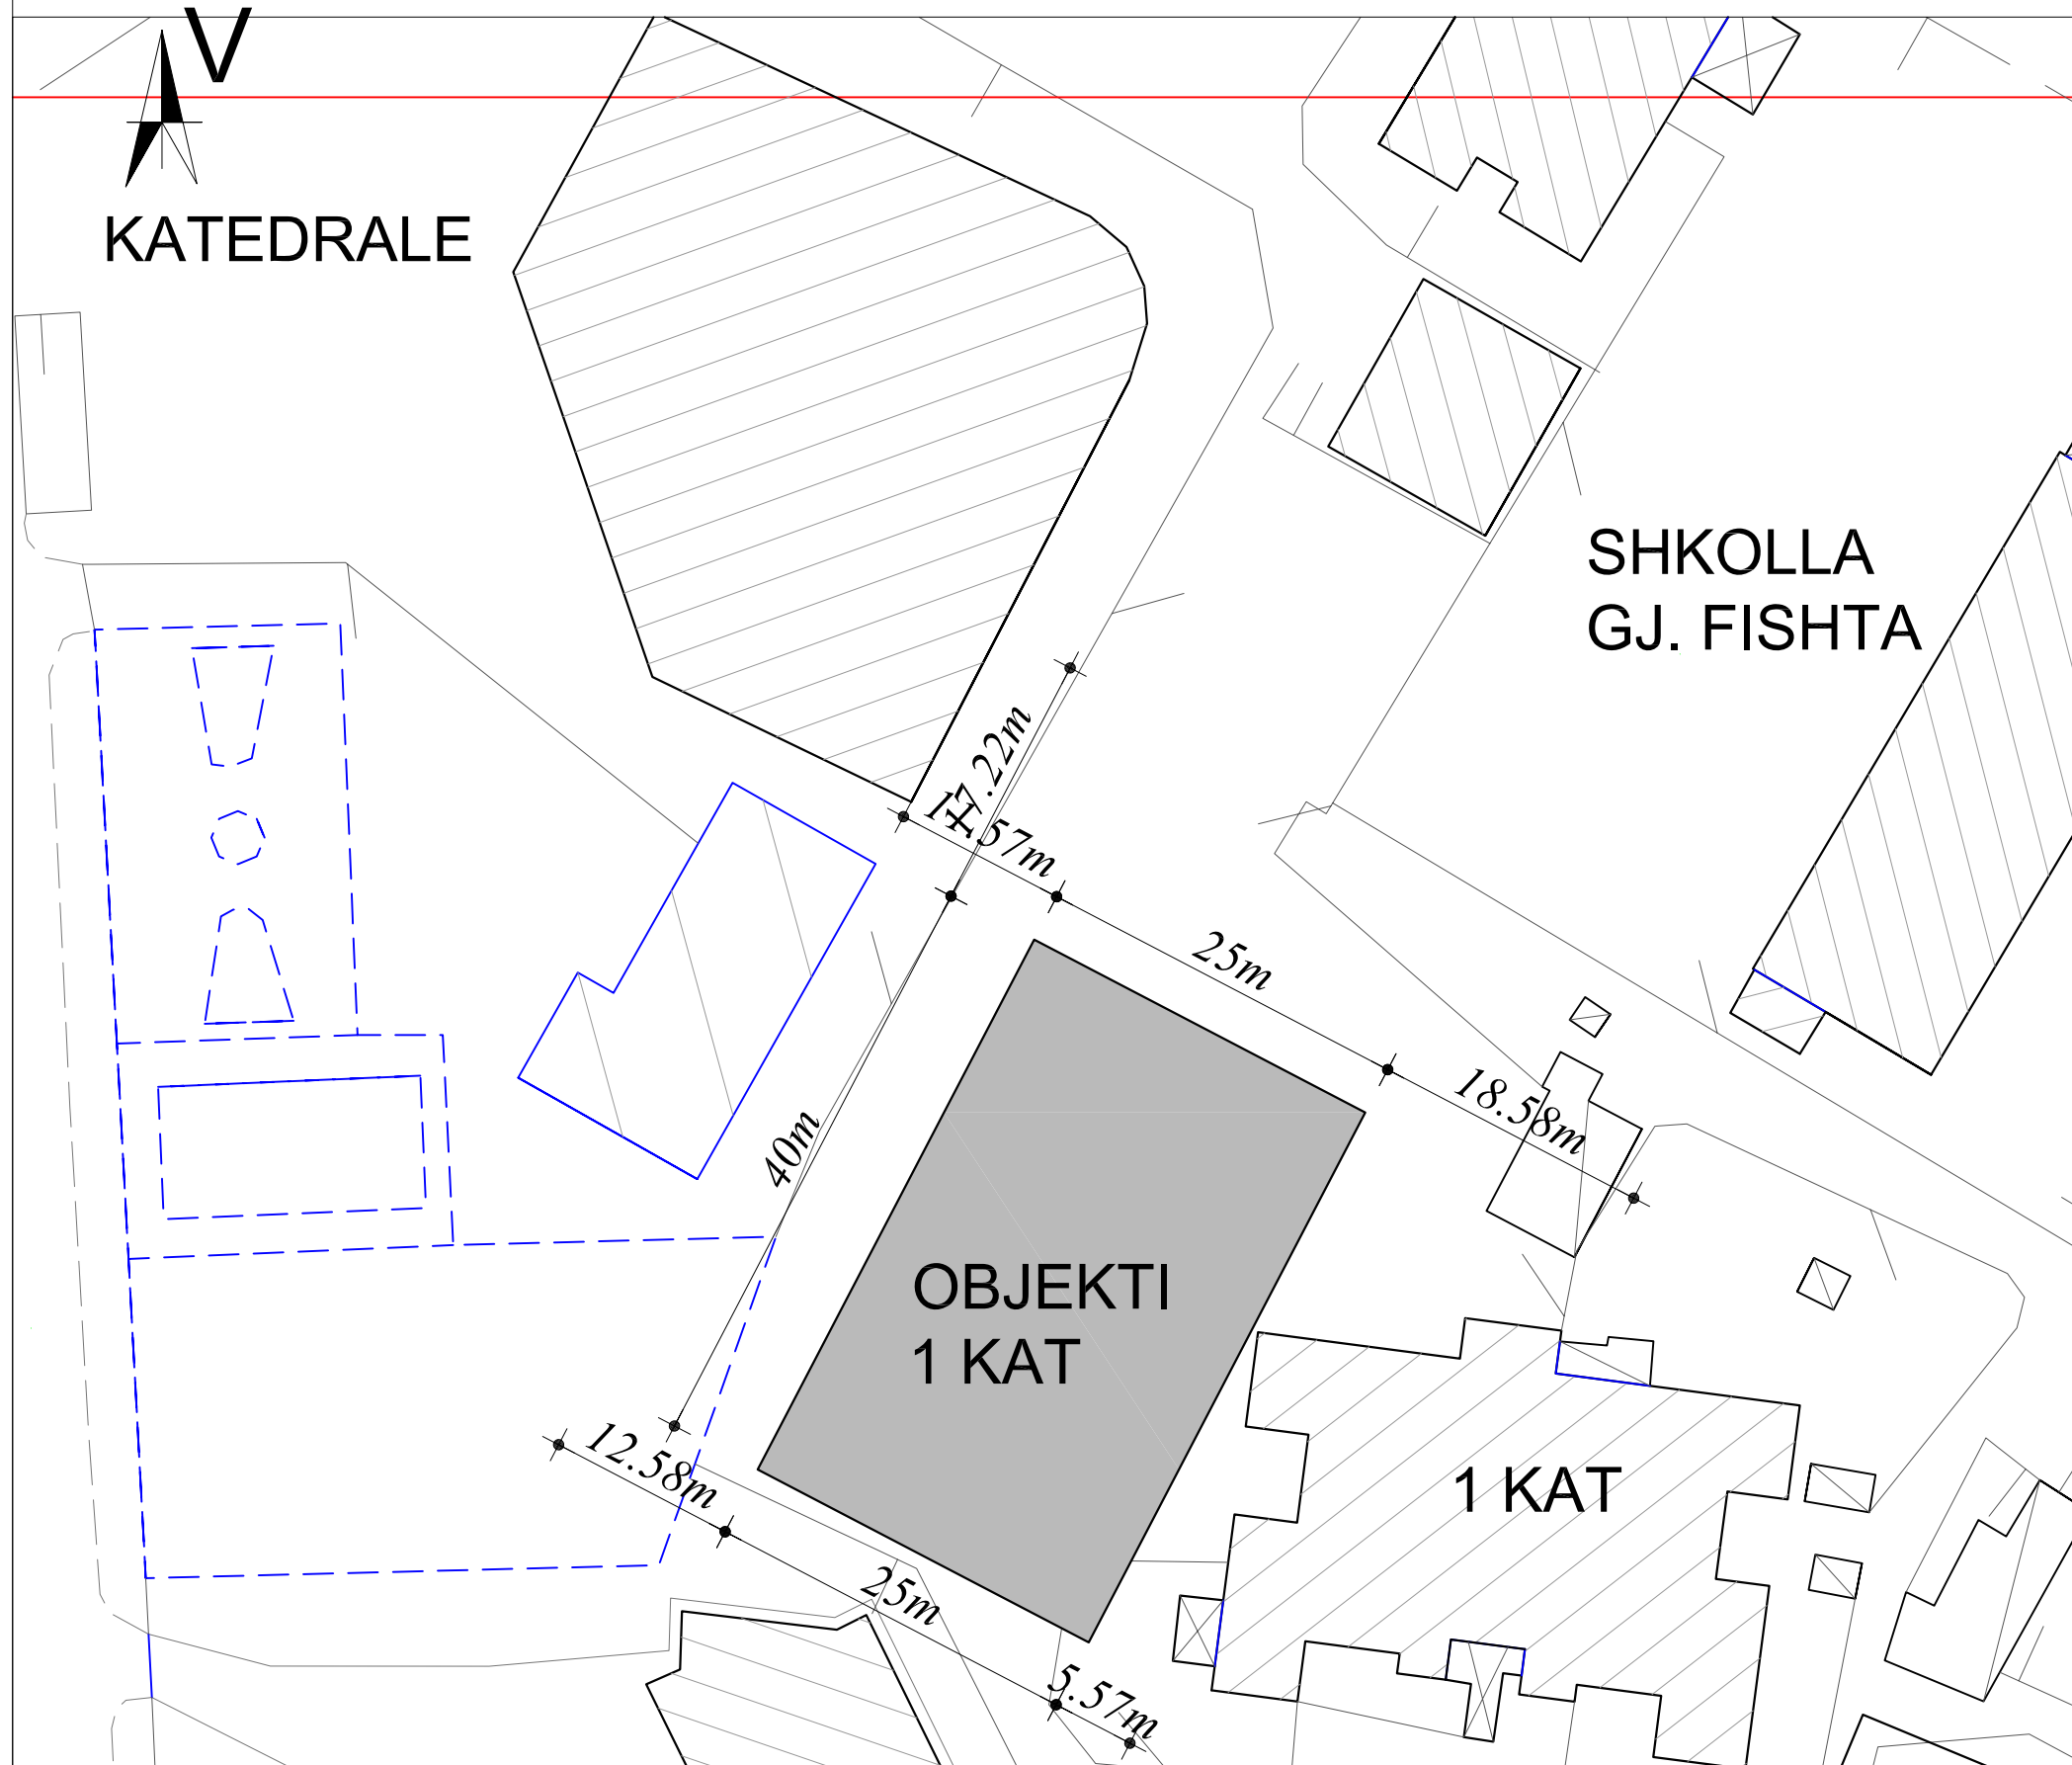 V
KATEDRALE
SHKOLLA
GJ. FISHTA
17.22m
11.57m
25m
18.58m
40m
OBJEKTI
1 KAT
12.58m
1 KAT
25m
5.57m